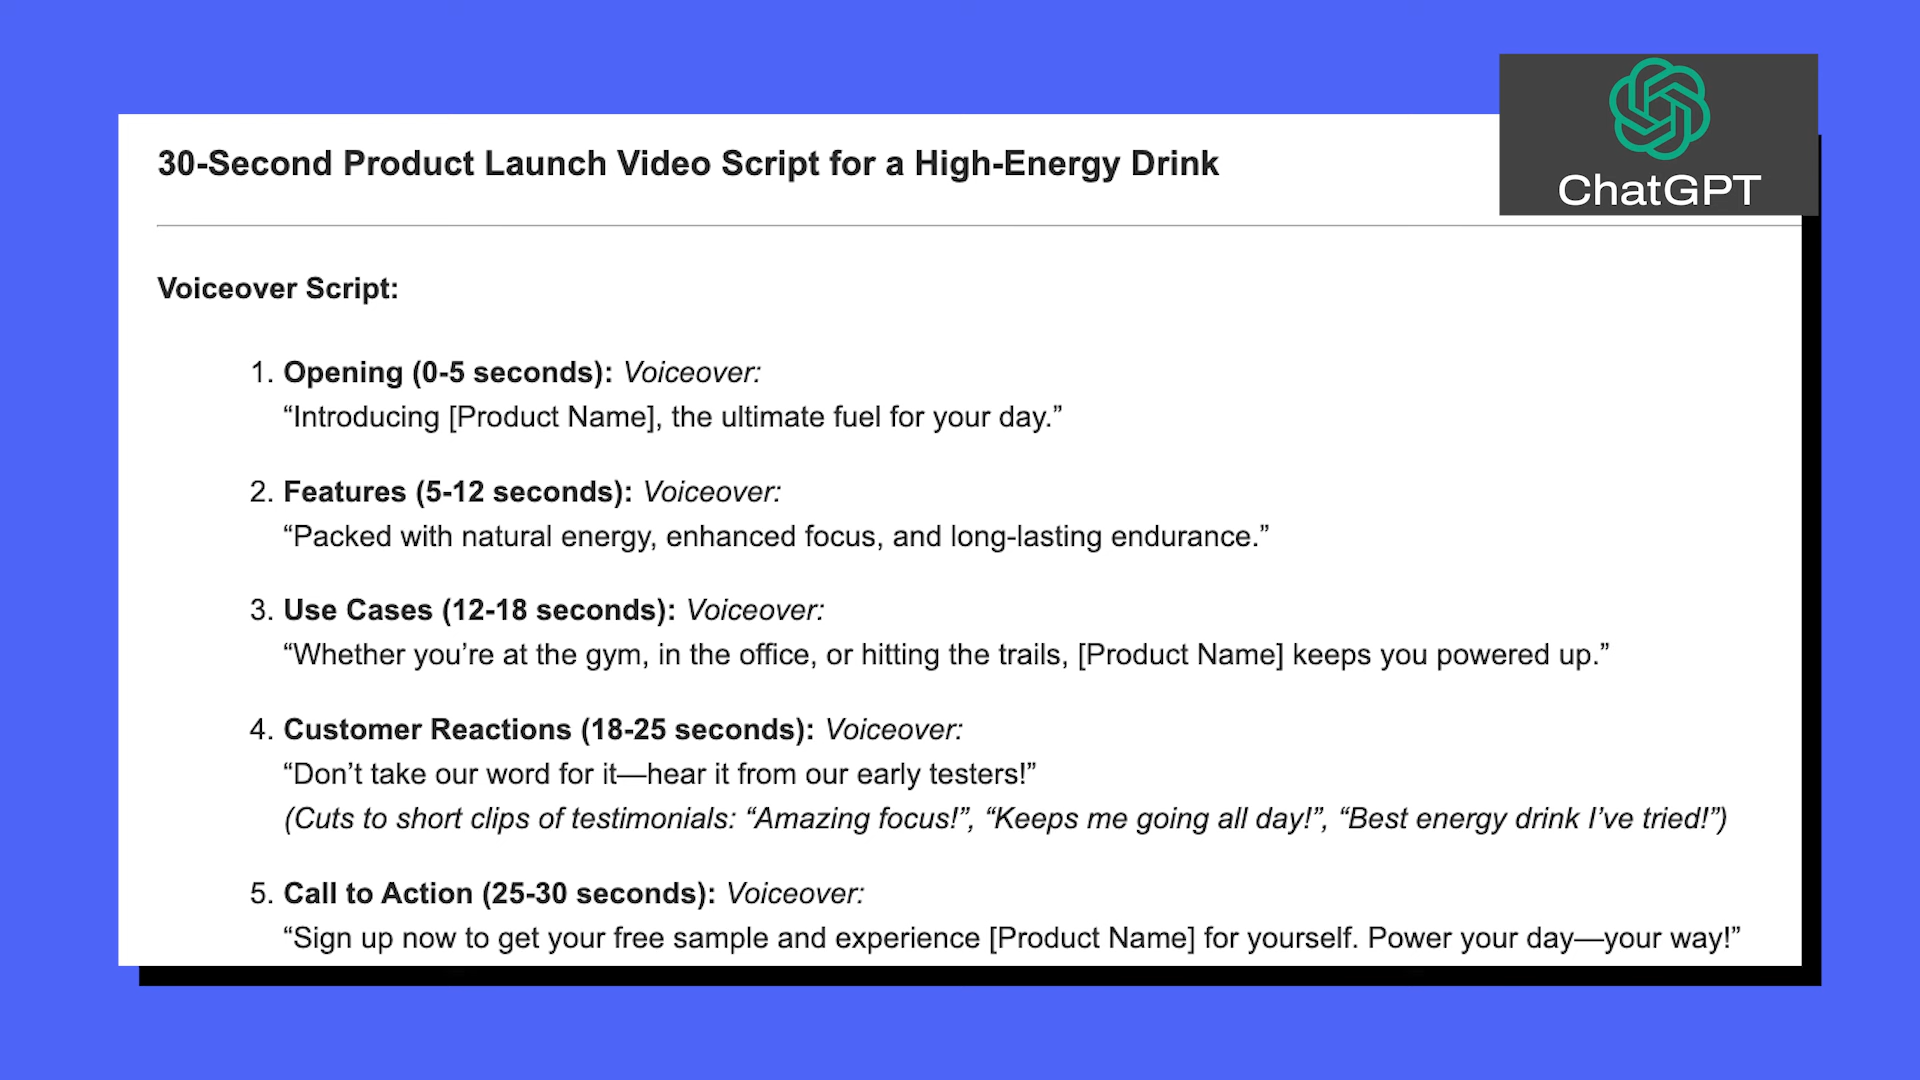 ChatGPT
30-Second Product Launch Video Script for a High-Energy Drink
Voiceover Script:
1. Opening (0-5 seconds): Voiceover:
“Introducing [Product Name], the ultimate fuel for your day.”
2. Features (5-12 seconds): Voiceover:
“Packed with natural energy, enhanced focus, and long-lasting endurance.”
3. Use Cases (12-18 seconds): Voiceover:
“Whether you’re at the gym, in the office, or hitting the trails, [Product Name] keeps you powered up.”
4. Customer Reactions (18-25 seconds): Voiceover:
“Don’t take our word for it—hear it from our early testers!”
(Cuts to short clips of testimonials: “Amazing focus!”, “Keeps me going all day!”, “Best energy drink I’ve tried!”)
5. Call to Action (25-30 seconds): Voiceover:
“Sign up now to get your free sample and experience [Product Name] for yourself. Power your day—your way!”